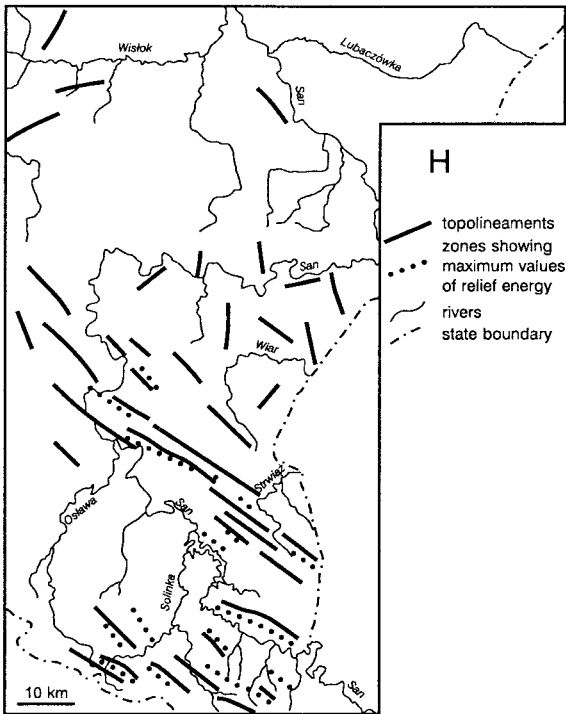 Wisłok
Lubaczówka
San
H
topolineaments
zones showing
maximum values
of relief energy
rivers
state boundary
San
Wiar
Strwiąż
San
Osława
Solinka
San
10 km